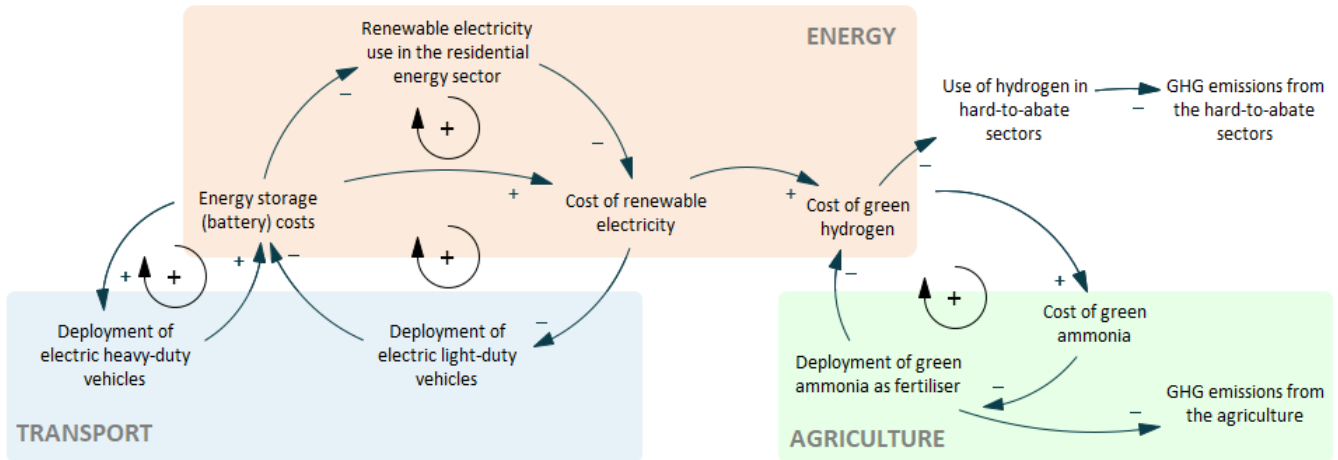 Renewable electricity
use in the residential
energy sector
ENERGY
Use of hydrogen in
hard-to-abate
sectors
GHG emissions from
the hard-to-abate
sectors
–
–
+
–
–
Energy storage
(battery) costs
+
Cost of renewable
electricity
+
Cost of green
hydrogen
+
+
+
–
+
–
+
+
Deployment of
electric heavy-duty
vehicles
Deployment of
electric light-duty
vehicles
–
+
Cost of green
ammonia
Deployment of green
ammonia as fertiliser
–
–
GHG emissions from
the agriculture
TRANSPORT
AGRICULTURE